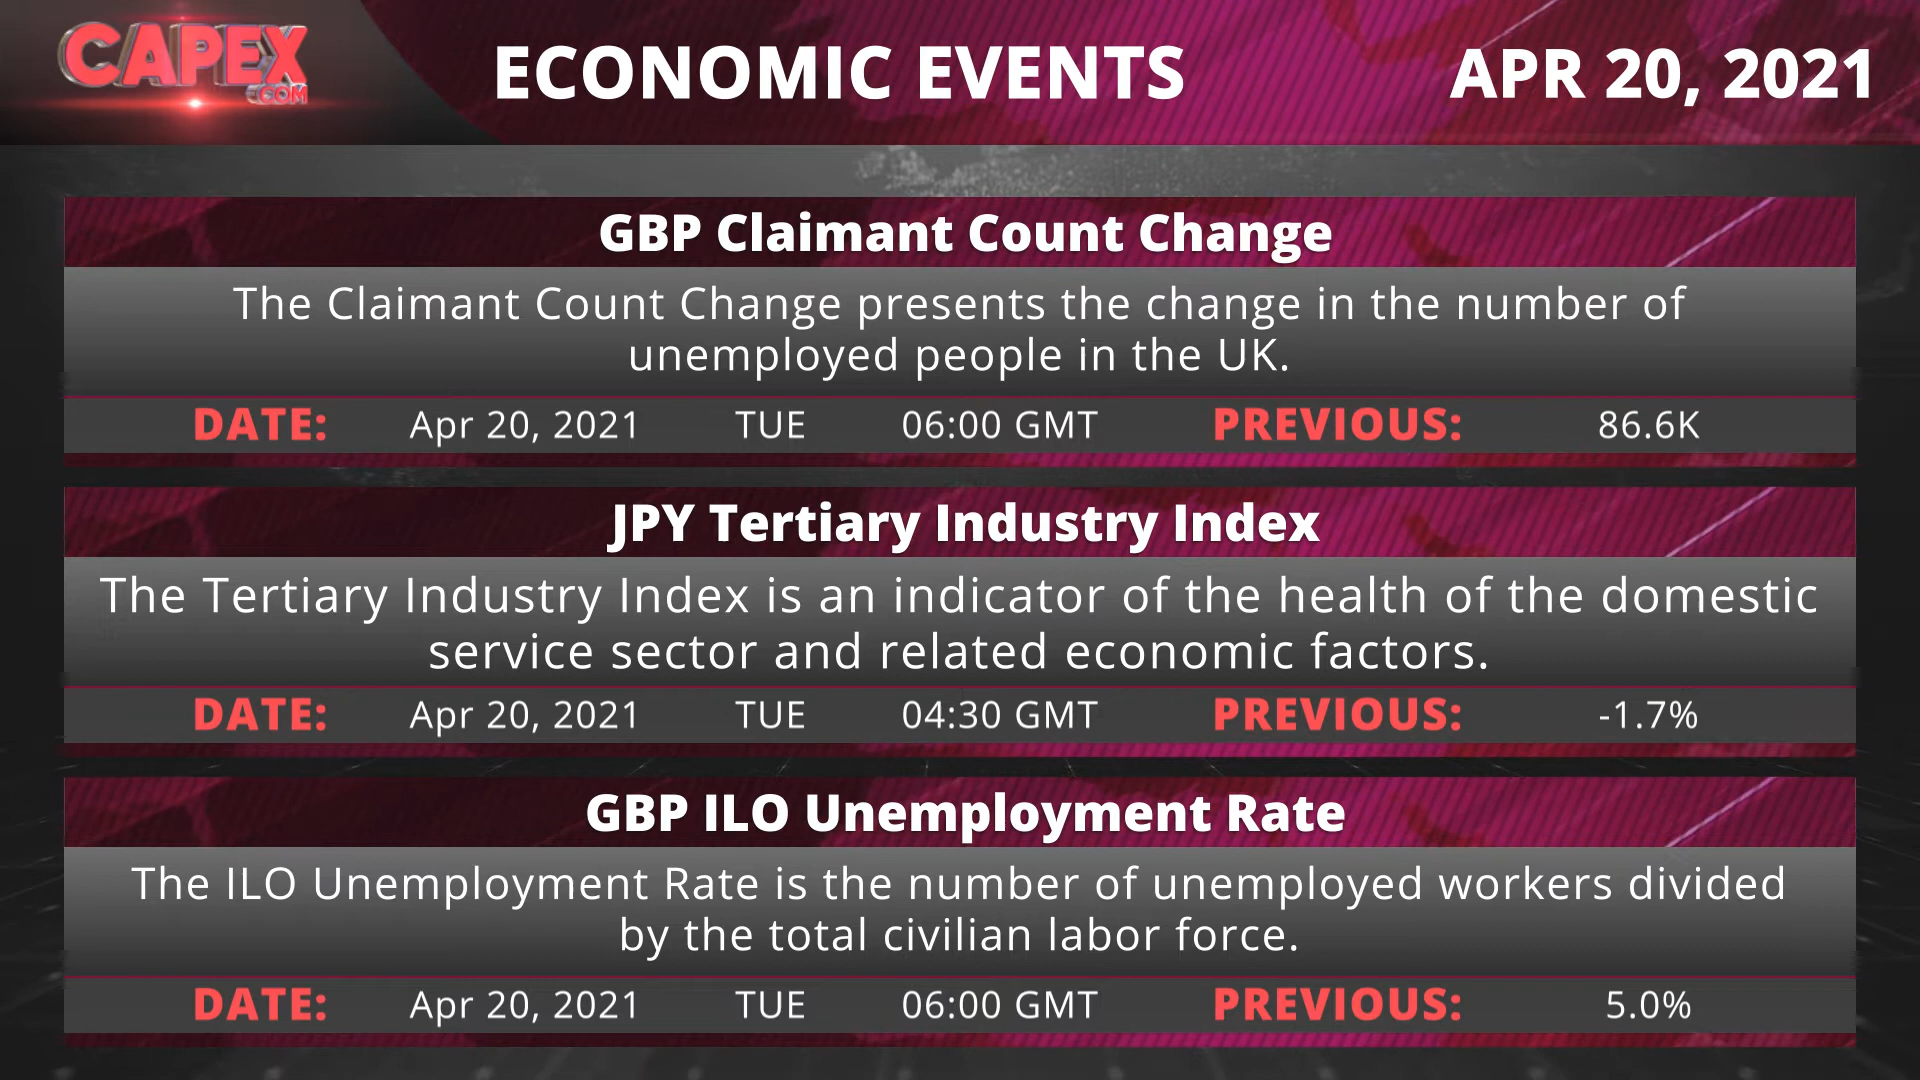 CAPEX
.COM
ECONOMIC EVENTS
APR 20, 2021
GBP Claimant Count Change
The Claimant Count Change presents the change in the number of
unemployed people in the UK.
DATE: Apr 20, 2021 TUE 06:00 GMT PREVIOUS: 86.6K
JPY Tertiary Industry Index
The Tertiary Industry Index is an indicator of the health of the domestic
service sector and related economic factors.
DATE: Apr 20, 2021 TUE 04:30 GMT PREVIOUS: -1.7%
GBP ILO Unemployment Rate
The ILO Unemployment Rate is the number of unemployed workers divided
by the total civilian labor force.
DATE: Apr 20, 2021 TUE 06:00 GMT PREVIOUS: 5.0%